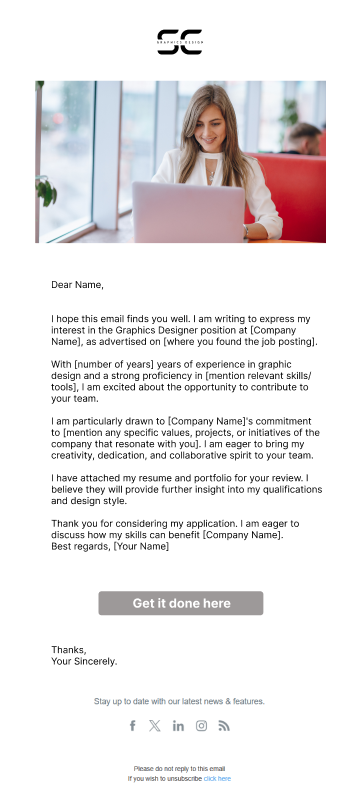 SC
GRAPHICS DESIGN
Dear Name,
I hope this email finds you well. I am writing to express my
interest in the Graphics Designer position at [Company
Name], as advertised on [where you found the job posting].
With [number of years] years of experience in graphic
design and a strong proficiency in [mention relevant skills/
tools], I am excited about the opportunity to contribute to
your team.
I am particularly drawn to [Company Name]'s commitment
to [mention any specific values, projects, or initiatives of the
company that resonate with you]. I am eager to bring my
creativity, dedication, and collaborative spirit to your team.
I have attached my resume and portfolio for your review. I
believe they will provide further insight into my qualifications
and design style.
Thank you for considering my application. I am eager to
discuss how my skills can benefit [Company Name].
Best regards, [Your Name]
Get it done here
Thanks,
Your Sincerely.
Stay up to date with our latest news & features.
Please do not reply to this email
If you wish to unsubscribe click here